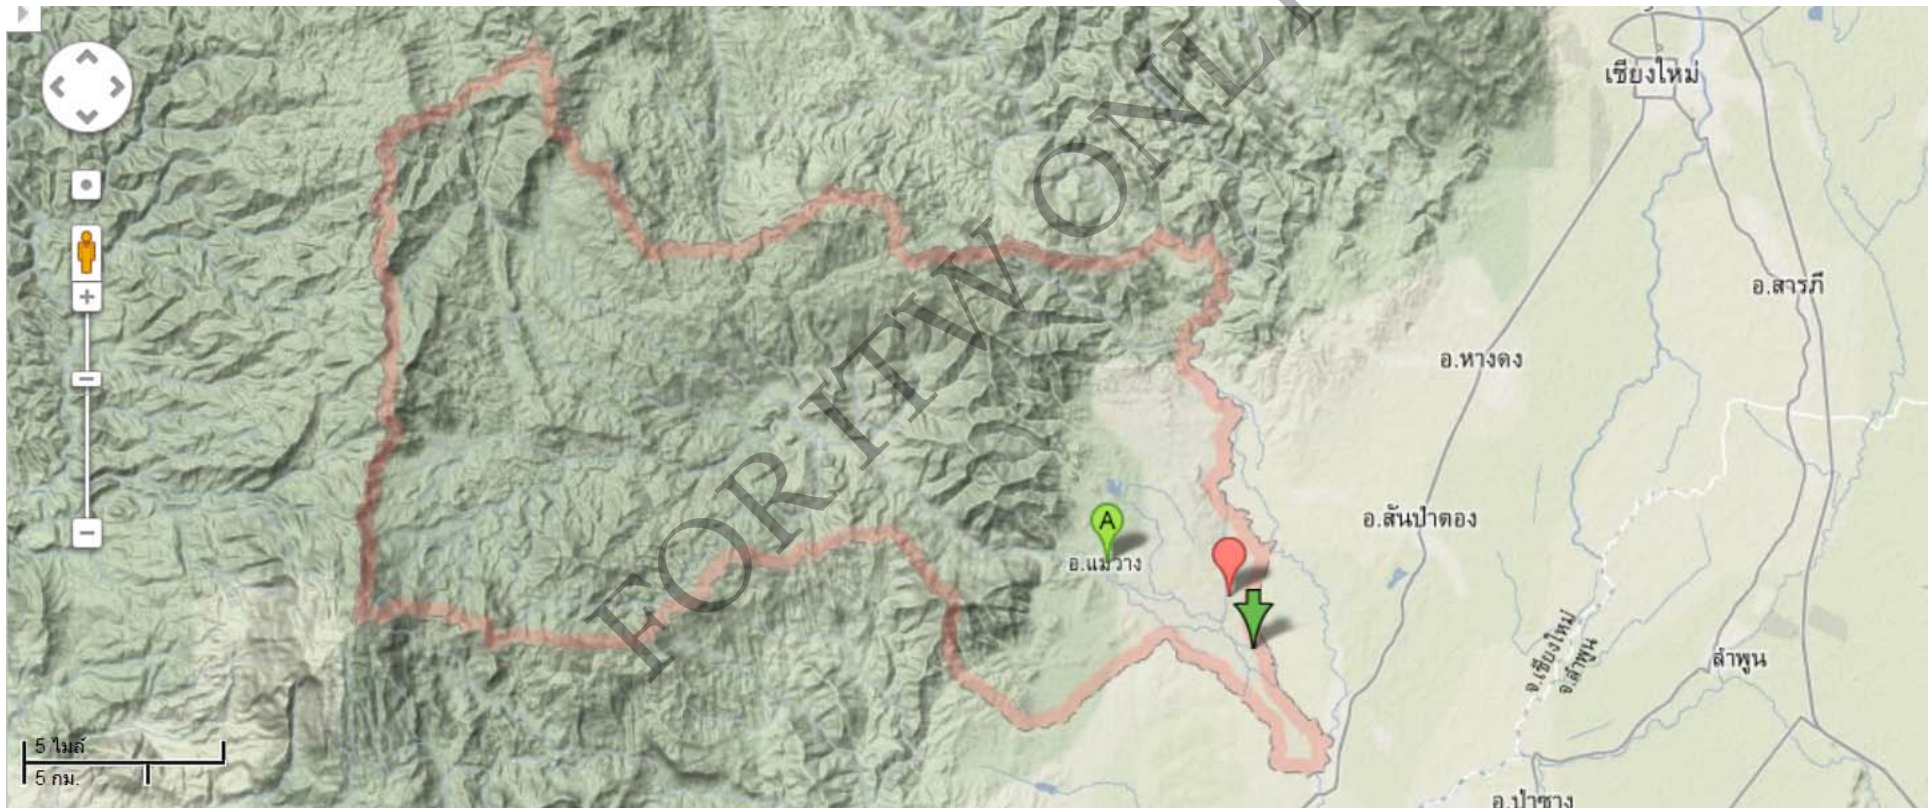 FOR ITW ONL
เชียงใหม่
อ.สารภี
อ.หางดง
อ.สันป่าตอง
A
อ.แม่วาง
จ.เชียงใหม่
จ.ลำพูน
ลำพูน
5 ไมล์
5 กม.
อ.ป่าซาง